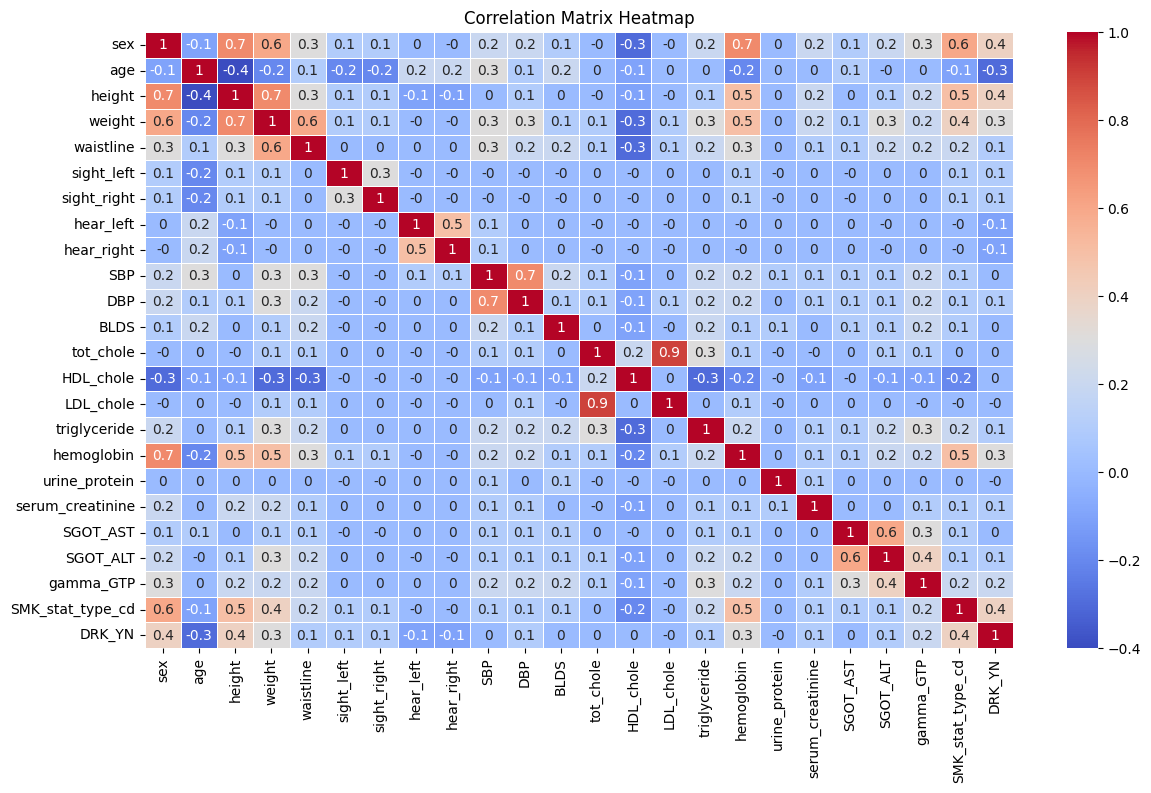 Correlation Matrix Heatmap
sex 1 -0.1 0.7 0.6 0.3 0.1 0.1 0 -0 0.2 0.2 0.1 -0 -0.3 -0 0.2 0.7 0 0.2 0.1 0.2 0.3 0.6 0.4
age -0.1 1 -0.4 -0.2 0.1 -0.2 -0.2 0.2 0.2 0.3 0.1 0.2 0 -0.1 0 0 -0.2 0 0 0.1 -0 0 -0.1 -0.3
height 0.7 -0.4 1 0.7 0.3 0.1 0.1 -0.1 -0.1 0 0.1 0 -0 -0.1 -0 0.1 0.5 0 0.2 0 0.1 0.2 0.5 0.4
weight 0.6 -0.2 0.7 1 0.6 0.1 0.1 -0 -0 0.3 0.3 0.1 0.1 -0.3 0.1 0.3 0.5 0 0.2 0.1 0.3 0.2 0.4 0.3
waistline 0.3 0.1 0.3 0.6 1 0 0 -0 0 0.3 0.2 0.2 0.1 -0.3 0.1 0.2 0.3 0 0.1 0.1 0.2 0.2 0.2 0.1
sight_left 0.1 -0.2 0.1 0.1 0 1 0.3 -0 -0 -0 -0 -0 0 -0 0 0 0.1 -0 0 -0 0 0 0.1 0.1
sight_right 0.1 -0.2 0.1 0.1 0 0.3 1 -0 -0 -0 -0 -0 0 -0 0 0 0.1 -0 0 -0 0 0 0.1 0.1
hear_left 0 0.2 -0.1 -0 0 -0 -0 1 0.5 0.1 0 0 -0 -0 -0 0 -0 0 0 0 -0 0 -0 -0.1
hear_right -0 0.2 -0.1 -0 0 -0 -0 0.5 1 0.1 0 0 -0 -0 -0 0 -0 0 0 0 -0 0 -0 -0.1
SBP 0.2 0.3 0 0.3 0.3 -0 -0 0.1 0.1 1 0.7 0.2 0.1 -0.1 0 0.2 0.2 0.1 0.1 0.1 0.1 0.2 0.1 0
DBP 0.2 0.1 0.1 0.3 0.2 -0 -0 0 0 0.7 1 0.1 0.1 -0.1 0.1 0.2 0.2 0 0.1 0.1 0.1 0.2 0.1 0.1
BLDS 0.1 0.2 0 0.1 0.2 -0 -0 0 0 0.2 0.1 1 0 -0.1 -0 0.2 0.1 0.1 0 0.1 0.1 0.2 0.1 0
tot_chole -0 0 -0 0.1 0.1 0 0 -0 -0 0.1 0.1 0 1 0.2 0.9 0.3 0.1 -0 -0 0 0.1 0.1 0 0
HDL_chole -0.3 -0.1 -0.1 -0.3 -0.3 -0 -0 -0 -0 -0.1 -0.1 -0.1 0.2 1 0 -0.3 -0.2 -0 -0.1 -0 -0.1 -0.1 -0.2 0
LDL_chole -0 0 -0 0.1 0.1 0 0 -0 -0 0 0.1 -0 0.9 0 1 0 0.1 -0 0 0 0 -0 -0 -0
triglyceride 0.2 0 0.1 0.3 0.2 0 0 0 0 0.2 0.2 0.2 0.3 -0.3 0 1 0.2 0 0.1 0.1 0.2 0.3 0.2 0.1
hemoglobin 0.7 -0.2 0.5 0.5 0.3 0.1 0.1 -0 -0 0.2 0.2 0.1 0.1 -0.2 0.1 0.2 1 0 0.1 0.1 0.2 0.2 0.5 0.3
urine_protein 0 0 0 0 0 -0 -0 0 0 0.1 0 0.1 -0 -0 -0 0 0 1 0.1 0 0 0 0 -0
serum_creatinine 0.2 0 0.2 0.2 0.1 0 0 0 0 0.1 0.1 0 -0 -0.1 0 0.1 0.1 0.1 1 0 0 0.1 0.1 0.1
SGOT_AST 0.1 0.1 0 0.1 0.1 -0 -0 0 0 0.1 0.1 0.1 0 -0 0 0.1 0.1 0 0 1 0.6 0.3 0.1 0
SGOT_ALT 0.2 -0 0.1 0.3 0.2 0 0 -0 -0 0.1 0.1 0.1 0.1 -0.1 0 0.2 0.2 0 0 0.6 1 0.4 0.1 0.1
gamma_GTP 0.3 0 0.2 0.2 0.2 0 0 0 0 0.2 0.2 0.2 0.1 -0.1 -0 0.3 0.2 0 0.1 0.3 0.4 1 0.2 0.2
SMK_stat_type_cd 0.6 -0.1 0.5 0.4 0.2 0.1 0.1 -0 -0 0.1 0.1 0.1 0 -0.2 -0 0.2 0.5 0 0.1 0.1 0.1 0.2 1 0.4
DRK_YN 0.4 -0.3 0.4 0.3 0.1 0.1 0.1 -0.1 -0.1 0 0.1 0 0 0 -0 0.1 0.3 -0 0.1 0 0.1 0.2 0.4 1
sex age height weight waistline sight_left sight_right hear_left hear_right SBP DBP BLDS tot_chole HDL_chole LDL_chole triglyceride hemoglobin urine_protein serum_creatinine SGOT_AST SGOT_ALT gamma_GTP SMK_stat_type_cd DRK_YN
1.0
0.8
0.6
0.4
0.2
0.0
−0.2
−0.4